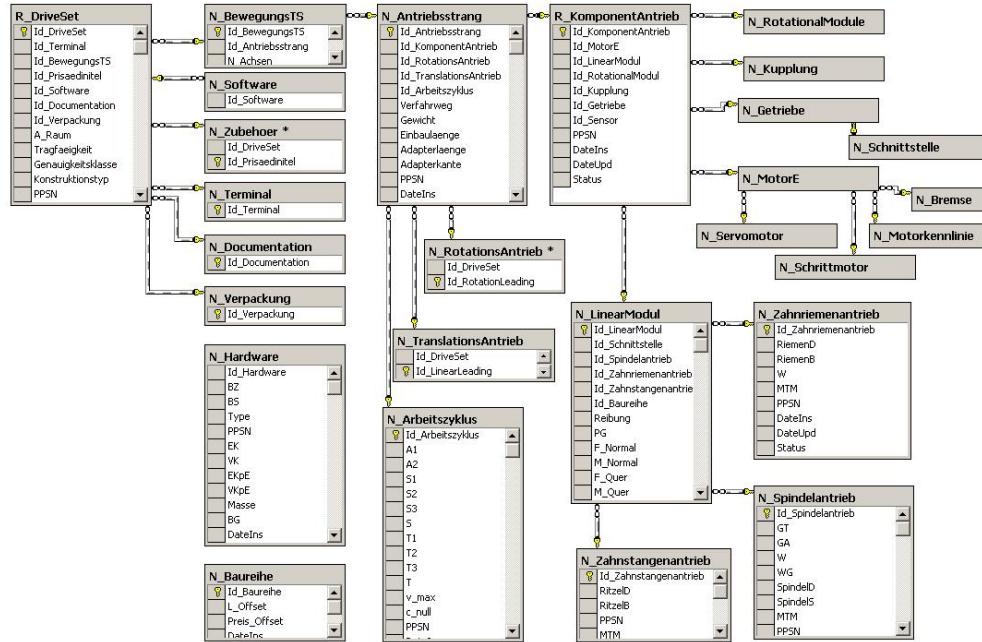 R_DriveSet
Id_DriveSet
Id_Terminal
Id_BewegungsTS
Id_Prisaedinitel
Id_Software
Id_Documentation
Id_Verpackung
A_Raum
Tragfaeigkeit
Genauigkeitsklasse
Konstruktionstyp
PPSN
N_BewegungsTS
Id_BewegungsTS
Id_Antriebsstrang
N_Achsen
N_Software
Id_Software
N_Zubehoer *
Id_DriveSet
Id_Prisaedinitel
N_Terminal
Id_Terminal
N_Documentation
Id_Documentation
N_Verpackung
Id_Verpackung
N_Hardware
Id_Hardware
BZ
BS
Type
PPSN
EK
VK
EKpE
VKpE
Masse
BG
DateIns
N_Baureihe
Id_Baureihe
L_Offset
Preis_Offset
DateIns
N_Antriebsstrang
Id_Antriebsstrang
Id_KomponentAntrieb
Id_RotationsAntrieb
Id_TranslationsAntrieb
Id_Arbeitszyklus
Verfahrweg
Gewicht
Einbaulaenge
Adapterlaenge
Adapterkante
PPSN
DateIns
N_RotationsAntrieb *
Id_DriveSet
Id_RotationLeading
N_TranslationsAntrieb
Id_DriveSet
Id_LinearLeading
N_Arbeitszyklus
Id_Arbeitszyklus
A1
A2
S1
S2
S3
S
T1
T2
T3
T
v_max
c_null
PPSN
R_KomponentAntrieb
Id_KomponentAntrieb
Id_MotorE
Id_LinearModul
Id_RotationalModul
Id_Kupplung
Id_Getriebe
Id_Sensor
PPSN
DateIns
DateUpd
Status
N_RotationalModule
N_Kupplung
N_Getriebe
N_Schnittstelle
N_MotorE
N_Bremse
N_Servomotor
N_Motorkennlinie
N_Schrittmotor
N_LinearModul
Id_LinearModul
Id_Schnittstelle
Id_Spindelantrieb
Id_Zahnriemenantrieb
Id_Zahnstangenantrie
Id_Baureihe
Reibung
PG
F_Normal
M_Normal
F_Quer
M_Quer
N_Zahnriemenantrieb
Id_Zahnriemenantrieb
RiemenD
RiemenB
W
MTM
PPSN
DateIns
DateUpd
Status
N_Spindelantrieb
Id_Spindelantrieb
GT
GA
W
WG
SpindelD
SpindelS
MTM
PPSN
N_Zahnstangenantrieb
Id_Zahnstangenantrieb
RitzelD
RitzelB
PPSN
MTM